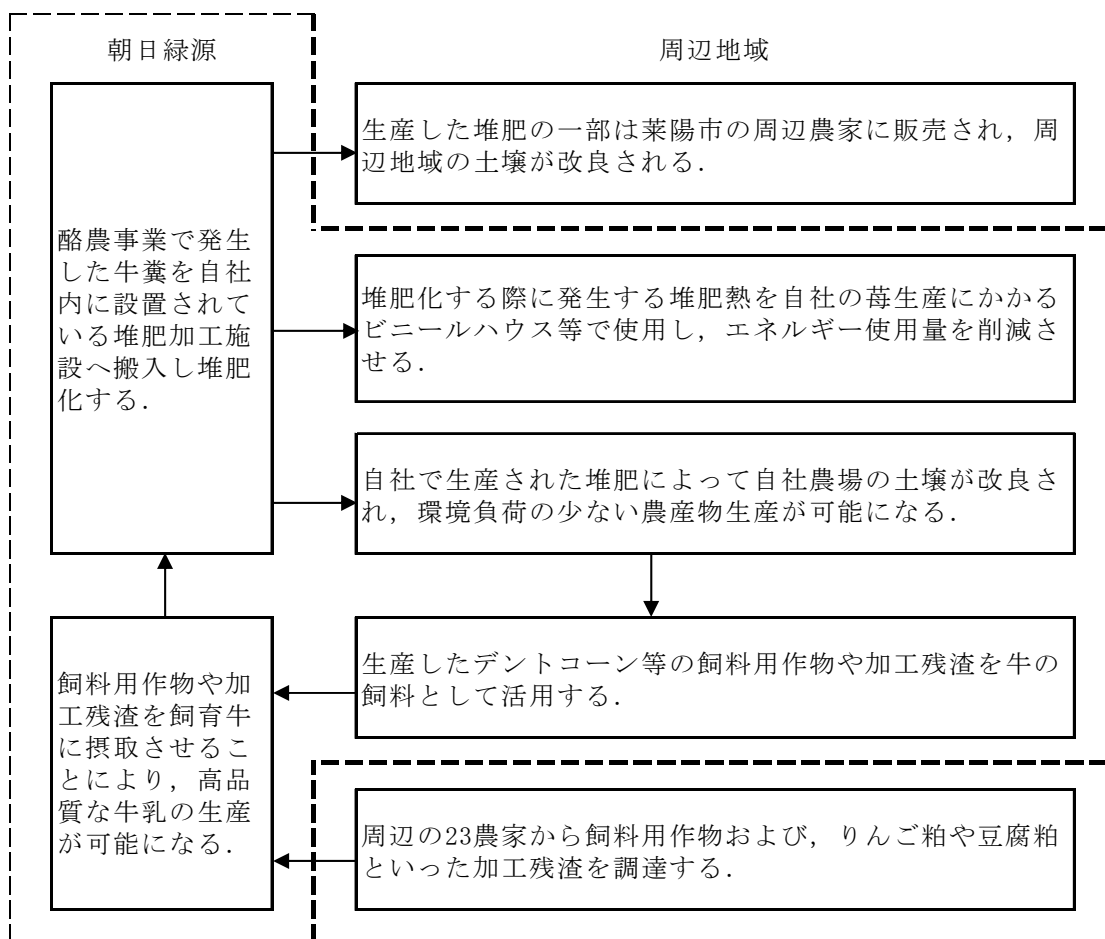 朝日緑源
周辺地域
酪農事業で発生
した牛糞を自社
内に設置されて
いる堆肥加工施
設へ搬入し堆肥
化する．
生産した堆肥の一部は莱陽市の周辺農家に販売され，周
辺地域の土壌が改良される．
堆肥化する際に発生する堆肥熱を自社の苺生産にかかる
ビニールハウス等で使用し，エネルギー使用量を削減さ
せる．
自社で生産された堆肥によって自社農場の土壌が改良さ
れ，環境負荷の少ない農産物生産が可能になる．
生産したデントコーン等の飼料用作物や加工残渣を牛の
飼料として活用する．
飼料用作物や加
工残渣を飼育牛
に摂取させるこ
とにより，高品
質な牛乳の生産
が可能になる．
周辺の23農家から飼料用作物および，りんご粕や豆腐粕
といった加工残渣を調達する．